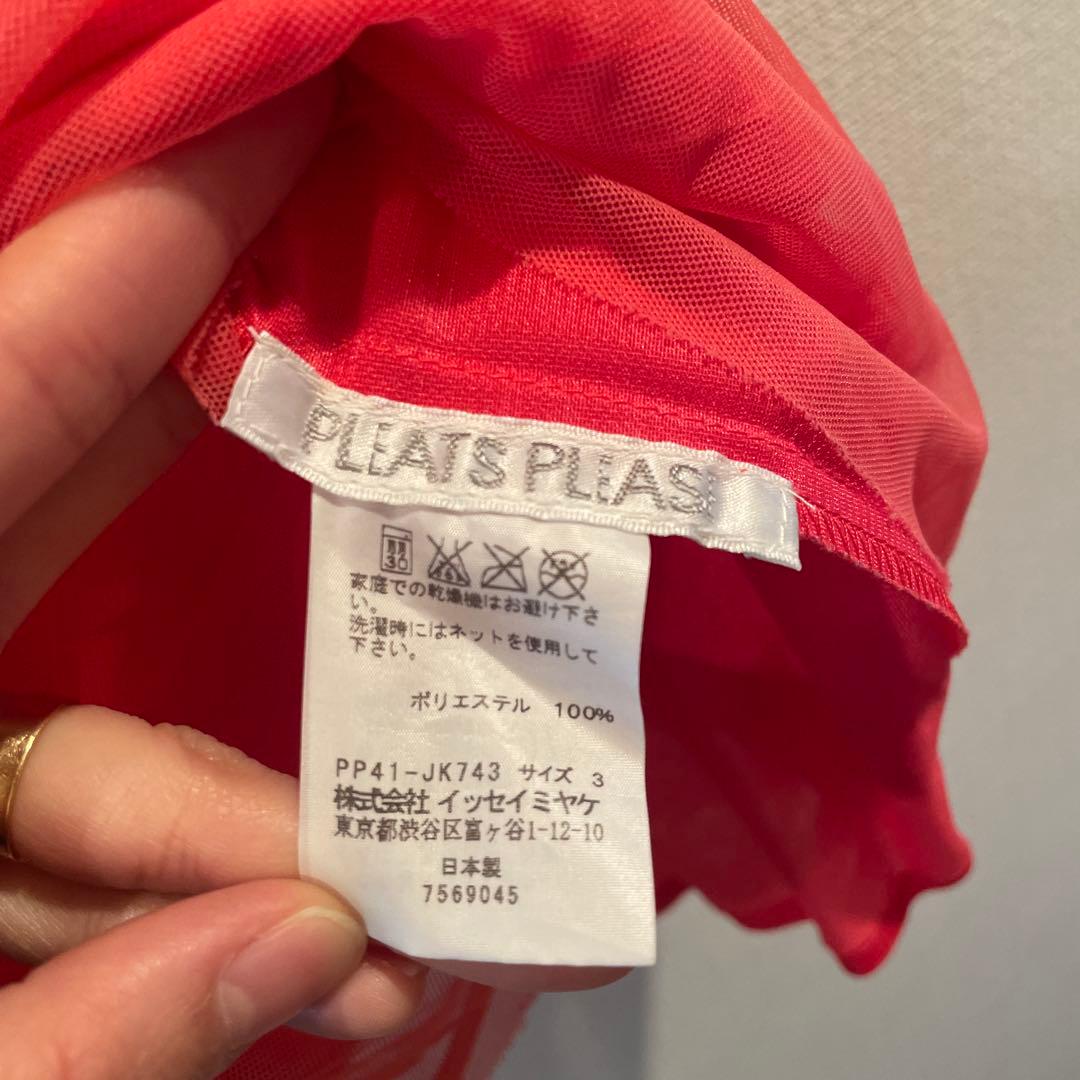 PLEATS PLEAS
30
家庭での乾燥機はお避け下さ
い。
洗濯時にはネットを使用して
下さい。
ポリエステル 100%
PP41-JK743 サイズ 3
株式会社 イッセイミヤケ
東京都渋谷区富ヶ谷1-12-10
日本製
7569045